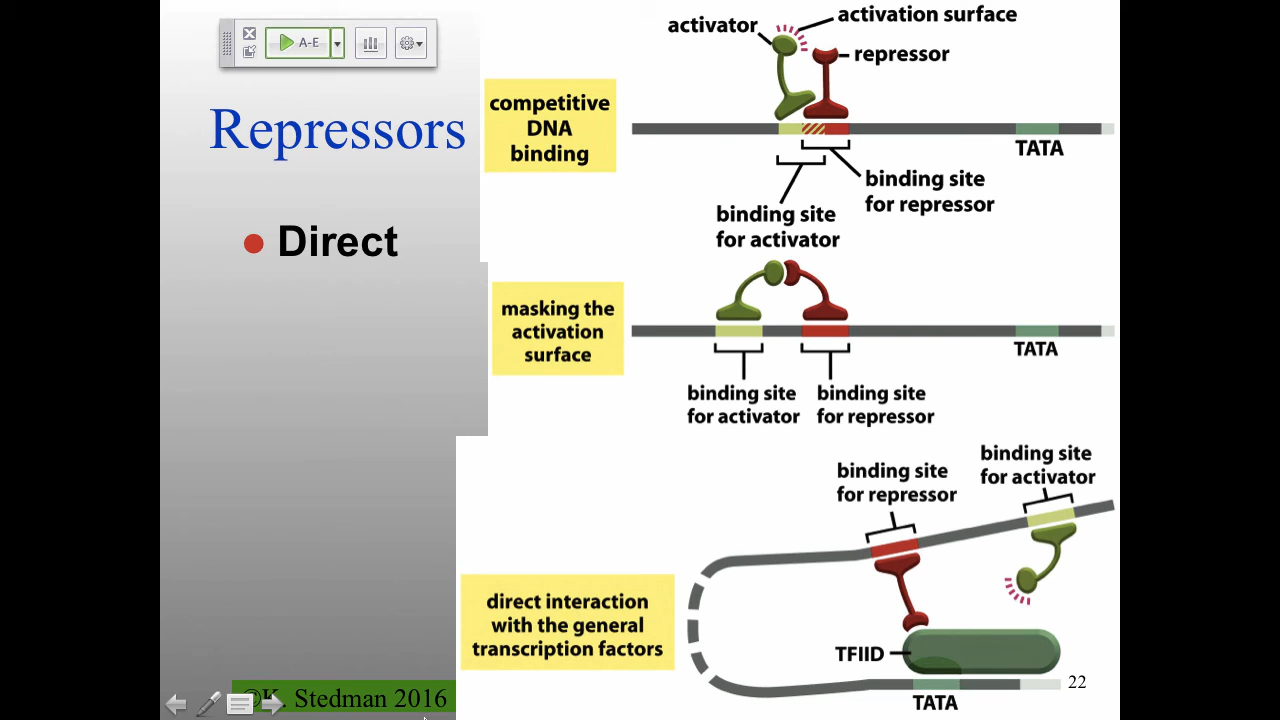 A-E
Repressors
Direct
competitive
DNA
binding
activator
activation surface
repressor
TATA
binding site
for repressor
binding site
for activator
masking the
activation
surface
TATA
binding site
for activator
binding site
for repressor
direct interaction
with the general
transcription factors
binding site
for repressor
binding site
for activator
TFIID
TATA
22
©K. Stedman 2016